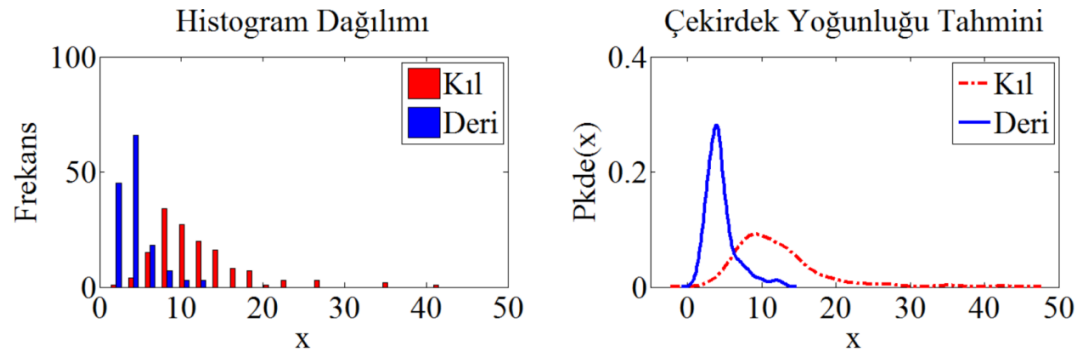 Histogram Dağılımı
100
50
0
Frekans
0 10 20 30 40 50
x
Kıl
Deri
Çekirdek Yoğunluğu Tahmini
0.4
0.2
0
Pkde(x)
0 10 20 30 40 50
x
Kıl
Deri